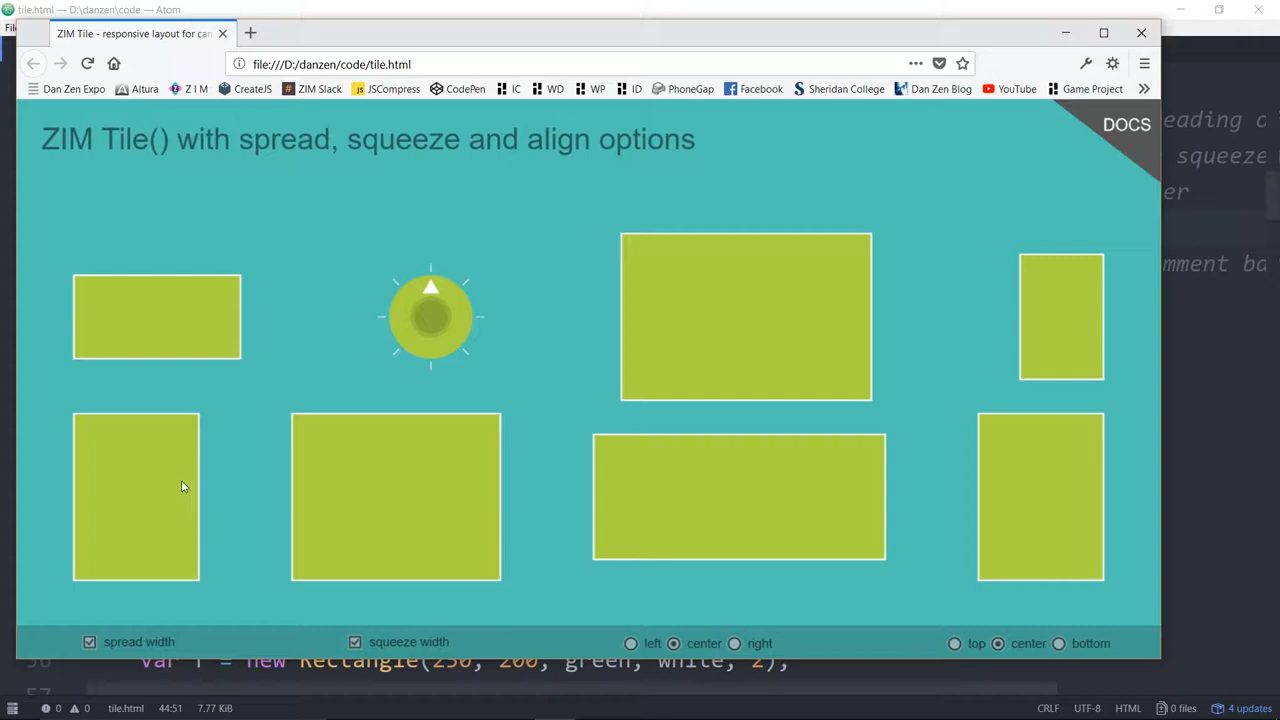 tile.html — D:\danzen\code — Atom
ZIM Tile - responsive layout for can
file:///D:/danzen/code/tile.html
Dan Zen Expo Altura Z I M CreateJS ZIM Slack JSCompress CodePen IC WD WP ID PhoneGap Facebook Sheridan College Dan Zen Blog YouTube Game Project
DOCS
eading c
ZIM Tile() with spread, squeeze and align options
squeeze
er
mment ba
spread width squeeze width left center right top center bottom
56 var r = new Rectangle(250, 200, green, white, 2);
57
0 0 tile.html 44:51 7.77 KiB CRLF UTF-8 HTML 0 files 4 updates